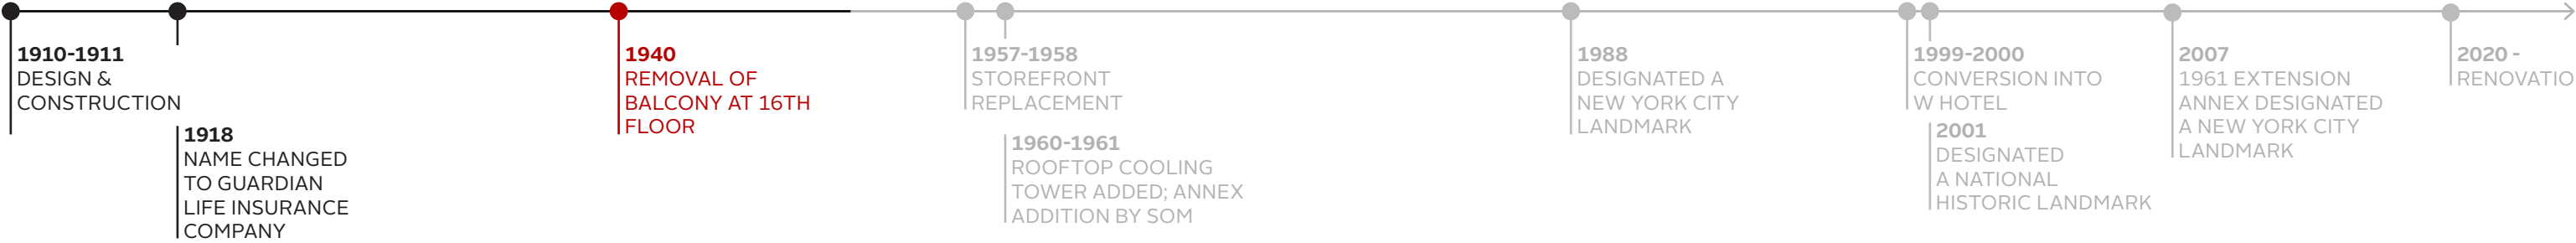 1910-1911
DESIGN &
CONSTRUCTION
1918
NAME CHANGED
TO GUARDIAN
LIFE INSURANCE
COMPANY
1940
REMOVAL OF
BALCONY AT 16TH
FLOOR
1957-1958
STOREFRONT
REPLACEMENT
1960-1961
ROOFTOP COOLING
TOWER ADDED; ANNEX
ADDITION BY SOM
1988
DESIGNATED A
NEW YORK CITY
LANDMARK
1999-2000
CONVERSION INTO
W HOTEL
2001
DESIGNATED
A NATIONAL
HISTORIC LANDMARK
2007
1961 EXTENSION
ANNEX DESIGNATED
A NEW YORK CITY
LANDMARK
2020 -
RENOVATIO